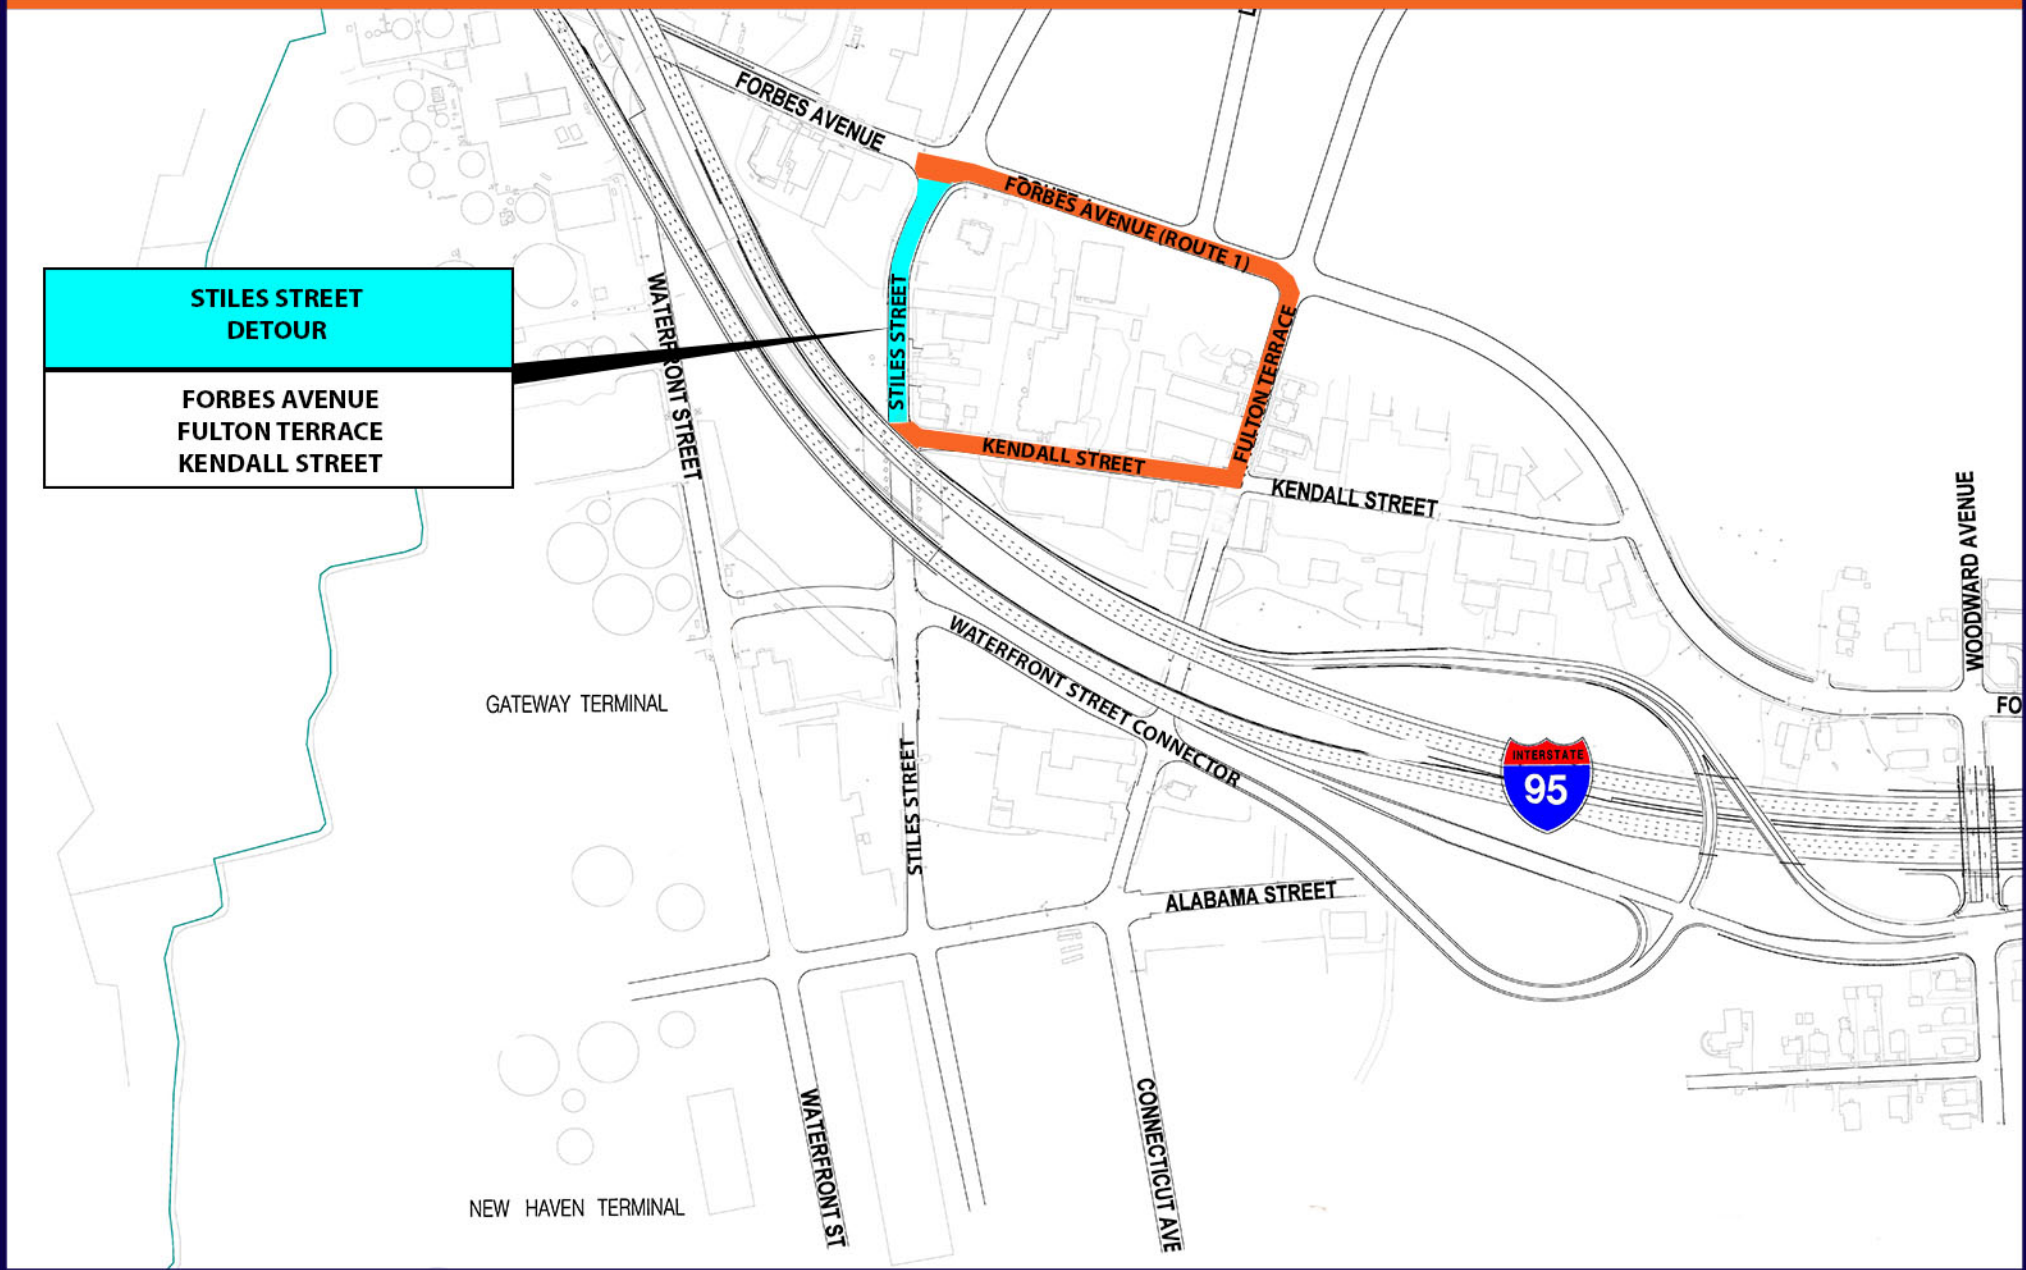 FORBES AVENUE
FORBES AVENUE (ROUTE 1)
STILES STREET
DETOUR
FORBES AVENUE
FULTON TERRACE
KENDALL STREET
WATERFRONT STREET
STILES STREET
FULTON TERRACE
KENDALL STREET
KENDALL STREET
WOODWARD AVENUE
WATERFRONT STREET CONNECTOR
GATEWAY TERMINAL
FO
STILES STREET
INTERSTATE
95
ALABAMA STREET
WATERFRONT ST
CONNECTICUT AVE
NEW HAVEN TERMINAL